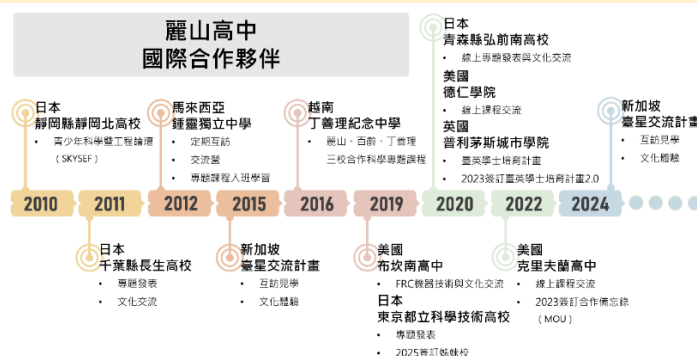 麗山高中
國際合作夥伴
日本
靜岡縣靜岡北高校
• 青少年科學暨工程論壇
（SKYSEF）
馬來西亞
鍾靈獨立中學
• 定期互訪
• 交流營
• 專題課程入班學習
越南
丁善理紀念中學
• 麗山、百齡、丁善理
三校合作科學專題課程
日本
青森縣弘前南高校
• 線上專題發表與文化交流
美國
德仁學院
• 線上課程交流
英國
普利茅斯城市學院
• 臺英學士培育計畫
• 2023簽訂臺英學士培育計畫2.0
新加坡
臺星交流計畫
• 互訪見學
• 文化體驗
2010
2011
2012
2015
2016
2019
2020
2022
2024
日本
千葉縣長生高校
• 專題發表
• 文化交流
新加坡
臺星交流計畫
• 互訪見學
• 文化體驗
美國
布坎南高中
• FRC機器技術與文化交流
日本
東京都立科學技術高校
• 專題發表
• 2025簽訂姊妹校
美國
克里夫蘭高中
• 線上課程交流
• 2023簽訂合作備忘錄
（MOU）